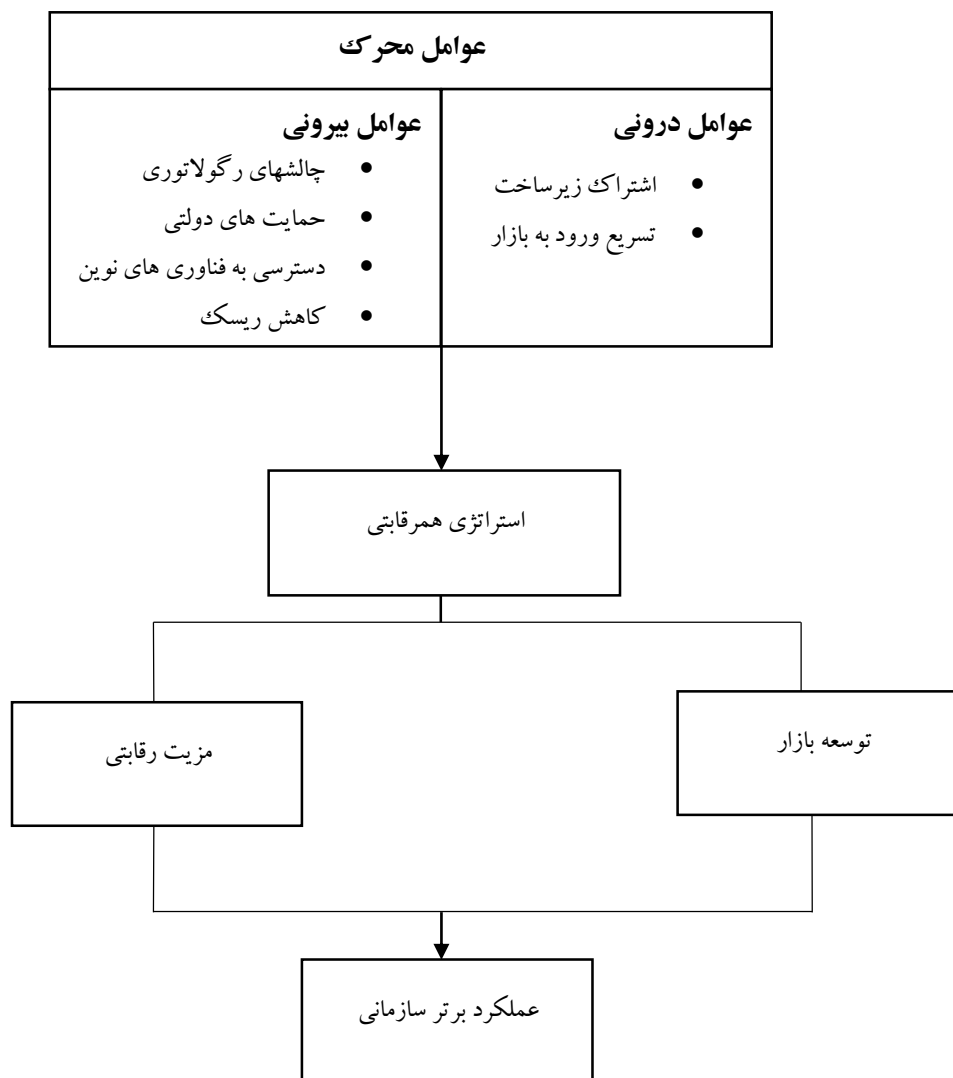 عوامل محرک
عوامل درونی
اشتراک زیرساخت
تسریع ورود به بازار
عوامل بیرونی
چالشهای رگولاتوری
حمایت های دولتی
دسترسی به فناوری های نوین
کاهش ریسک
استراتژی همرقابتی
توسعه بازار
مزیت رقابتی
عملکرد برتر سازمانی